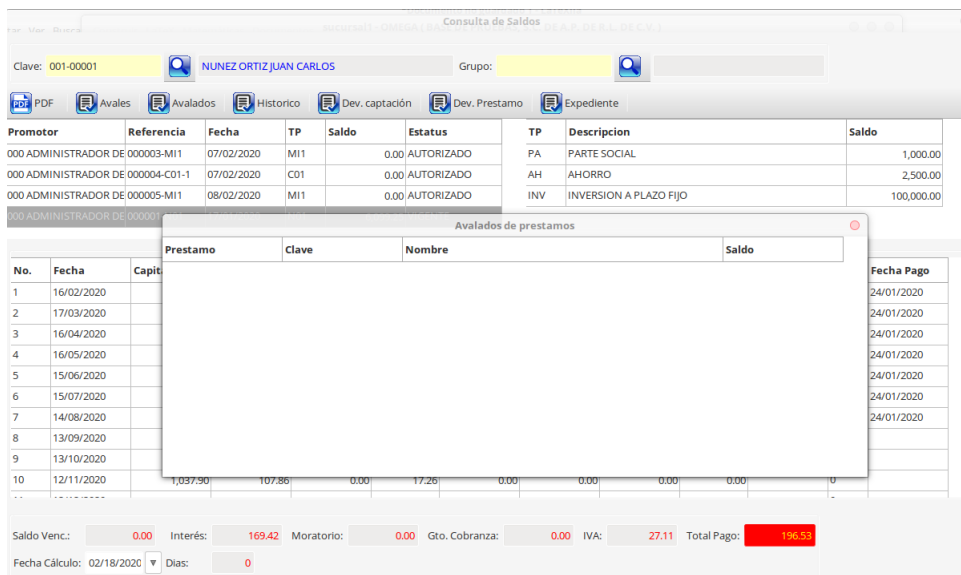 Consulta de Saldos
Clave: 001-00001 NUNEZ ORTIZ JUAN CARLOS Grupo:
PDF Avales Avalados Historico Dev. captación Dev. Prestamo Expediente
Promotor Referencia Fecha TP Saldo Estatus TP Descripcion Saldo
000 ADMINISTRADOR DE 000003-MI1 07/02/2020 MI1 0.00 AUTORIZADO PA PARTE SOCIAL 1,000.00
000 ADMINISTRADOR DE 000004-C01-1 07/02/2020 C01 0.00 AUTORIZADO AH AHORRO 2,500.00
000 ADMINISTRADOR DE 000005-MI1 08/02/2020 MI1 0.00 AUTORIZADO INV INVERSION A PLAZO FIJO 100,000.00
000 ADMINISTRADOR DE 000001
Avalados de prestamos
Prestamo Clave Nombre Saldo
No. Fecha Capit Fecha Pago
1 16/02/2020 24/01/2020
2 17/03/2020 24/01/2020
3 16/04/2020 24/01/2020
4 16/05/2020 24/01/2020
5 15/06/2020 24/01/2020
6 15/07/2020 24/01/2020
7 14/08/2020 24/01/2020
8 13/09/2020
9 13/10/2020
10 12/11/2020 1,037.90 107.86 0.00 17.26 0.00 0.00 0.00 0.00 0
Saldo Venc.: 0.00 Interés: 169.42 Moratorio: 0.00 Gto. Cobranza: 0.00 IVA: 27.11 Total Pago: 196.53
Fecha Cálculo: 02/18/2020 Dias: 0